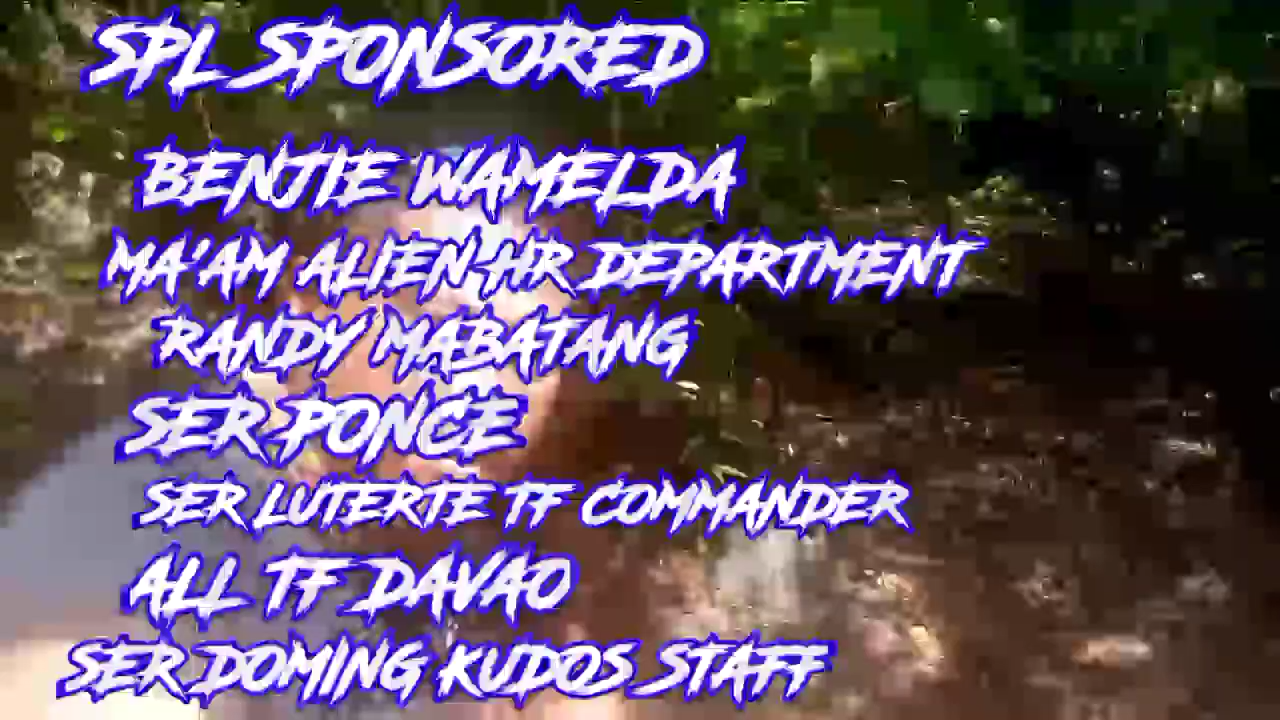 SPL SPONSORED
BENJIE WAMELDA
MA'AM ALIEN-HR DEPARTMENT
RANDY MABATANG
SER PONCE
SER LUTERTE TF COMMANDER
ALL TF DAVAO
SER DOMING KUDOS STAFF